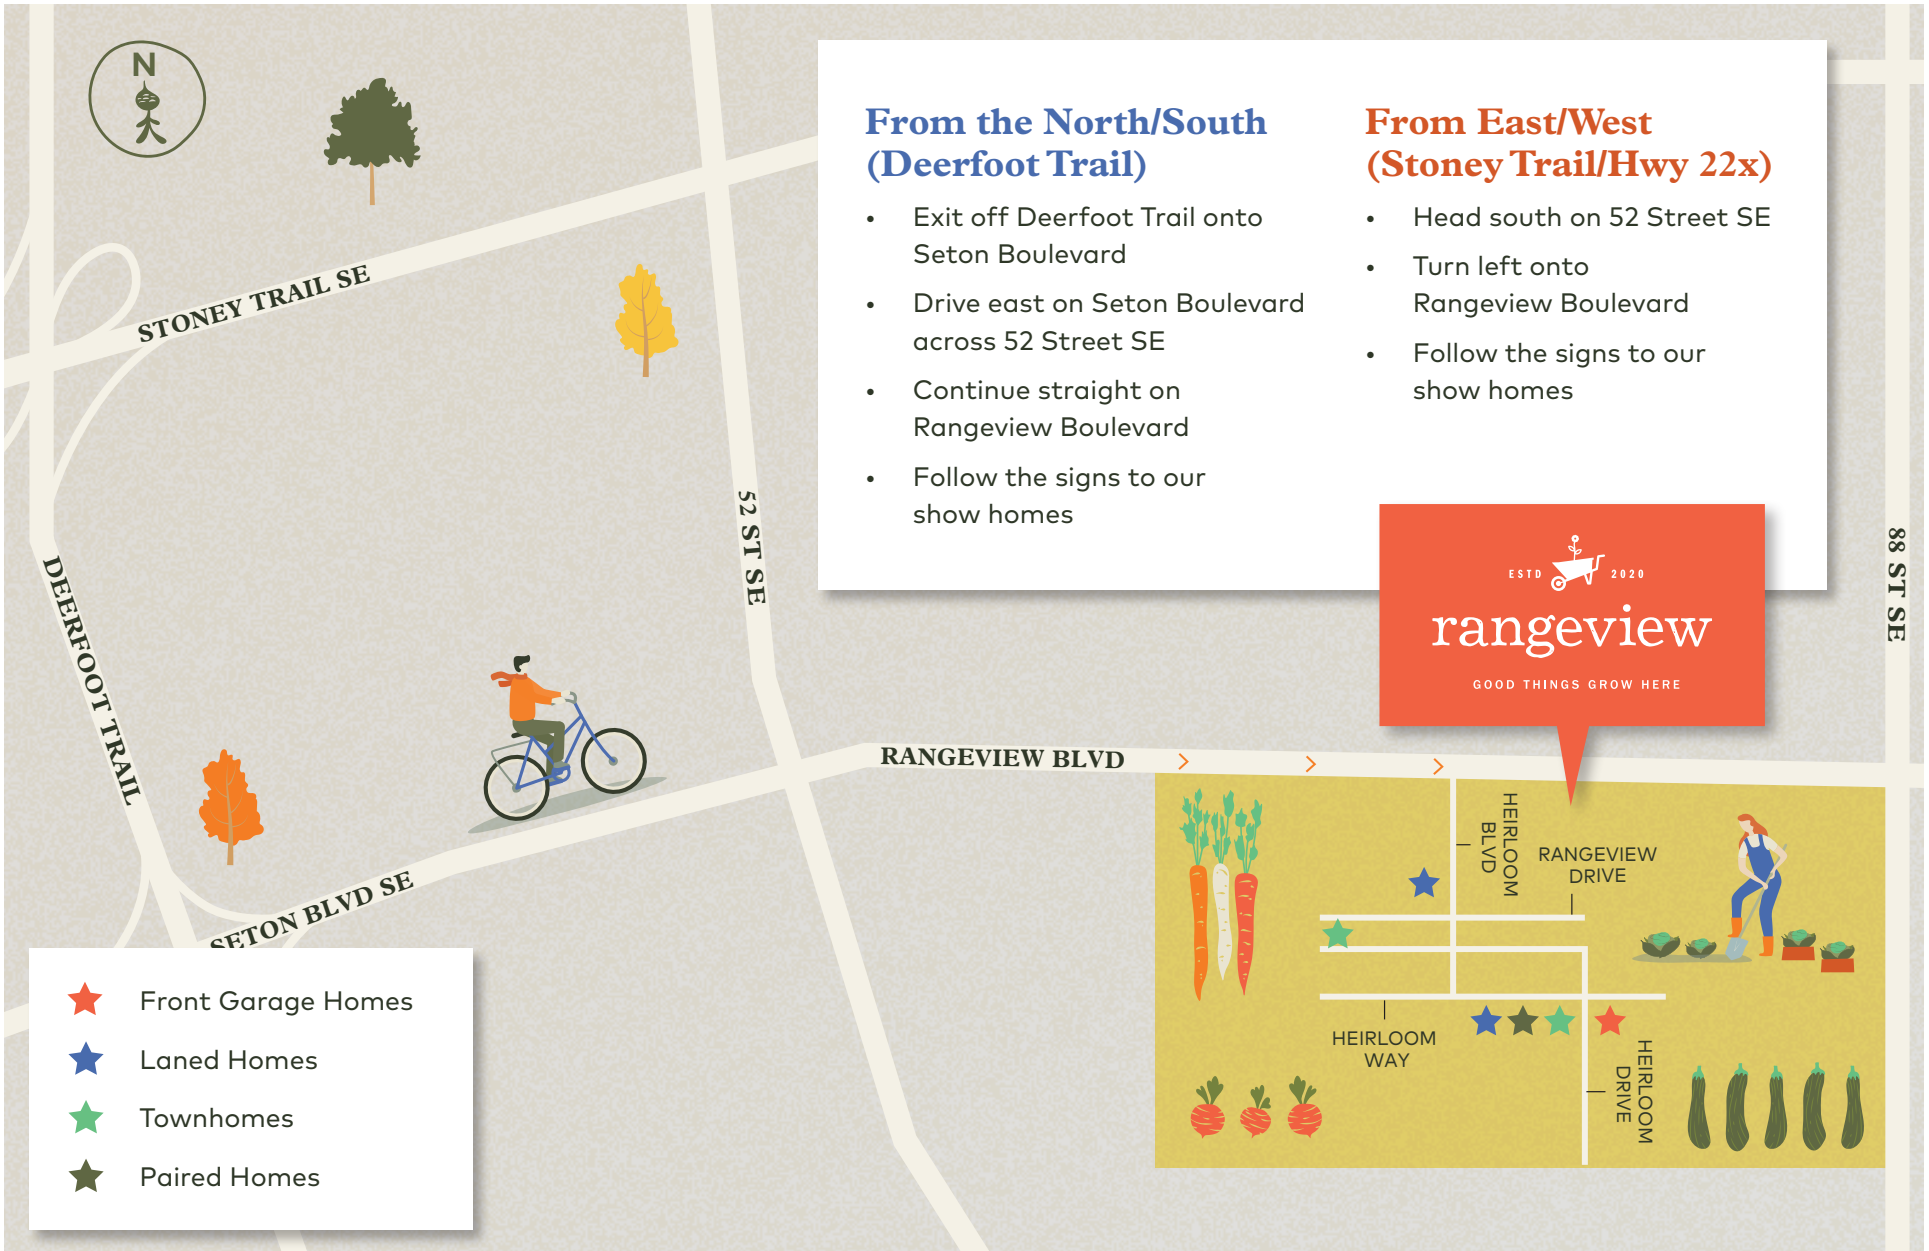 N
From the North/South
(Deerfoot Trail)
• Exit off Deerfoot Trail onto
Seton Boulevard
• Drive east on Seton Boulevard
across 52 Street SE
• Continue straight on
Rangeview Boulevard
• Follow the signs to our
show homes
From East/West
(Stoney Trail/Hwy 22x)
• Head south on 52 Street SE
• Turn left onto
Rangeview Boulevard
• Follow the signs to our
show homes
STONEY TRAIL SE
52 ST SE
88 ST SE
DEERFOOT TRAIL
ESTD 2020
rangeview
GOOD THINGS GROW HERE
RANGEVIEW BLVD
HEIRLOOM
BLVD
RANGEVIEW
DRIVE
SETON BLVD SE
HEIRLOOM
WAY
HEIRLOOM
DRIVE
Front Garage Homes
Laned Homes
Townhomes
Paired Homes